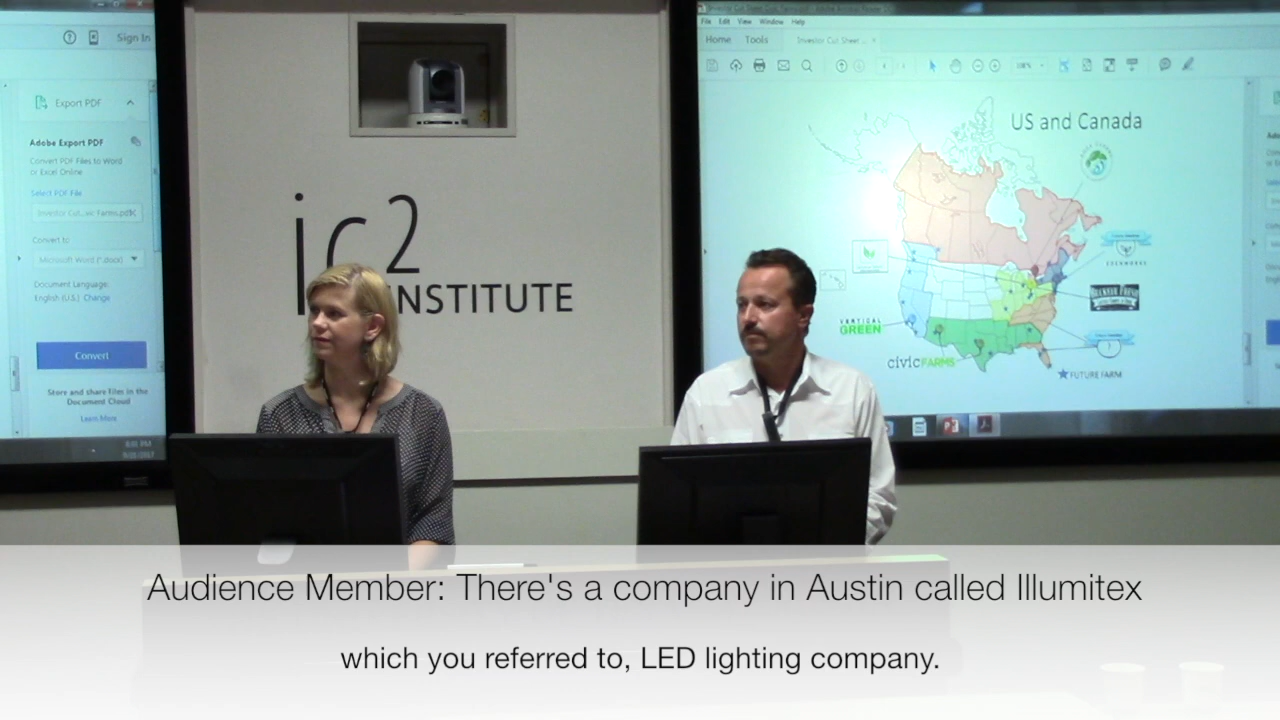 Sign In
Export PDF
Adobe Export PDF
Convert PDF Files to Word
or Excel Online
Select PDF File
Convert to:
Microsoft Word (*.docx)
Document Language:
English (U.S.) Change
Convert
Store and share files in the
Document Cloud
Learn More
ic2
INSTITUTE
File Edit View Window Help
Home Tools Investor Cut Sheet ...
US and Canada
VERTICAL
GREEN
civicFARMS
FUTURE FARM
Audience Member: There's a company in Austin called Illumitex
which you referred to, LED lighting company.